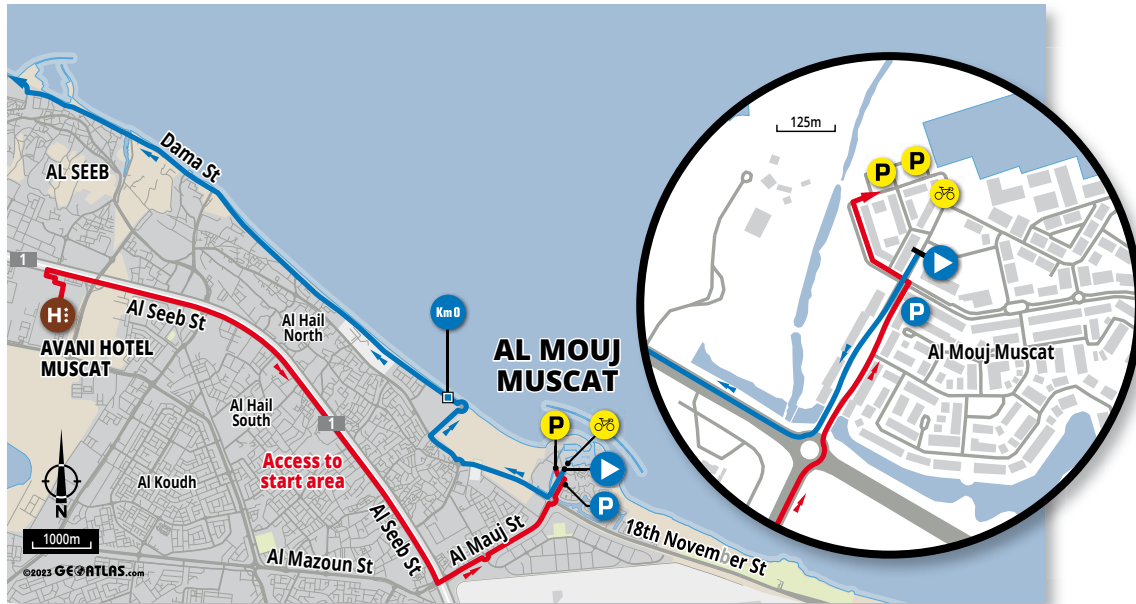 Dama St
AL SEEB
1
H
AVANI HOTEL
MUSCAT
Al Seeb St
Al Hail
North
Km0
AL MOUJ
MUSCAT
Al Hail
South
1
Access to
start area
Al Koudh
N
1000m
©2023 GEOATLAS.com
Al Mazoun St
Al Seeb St
Al Mauj St
P
P
18th November St
125m
P
P
P
Al Mouj Muscat